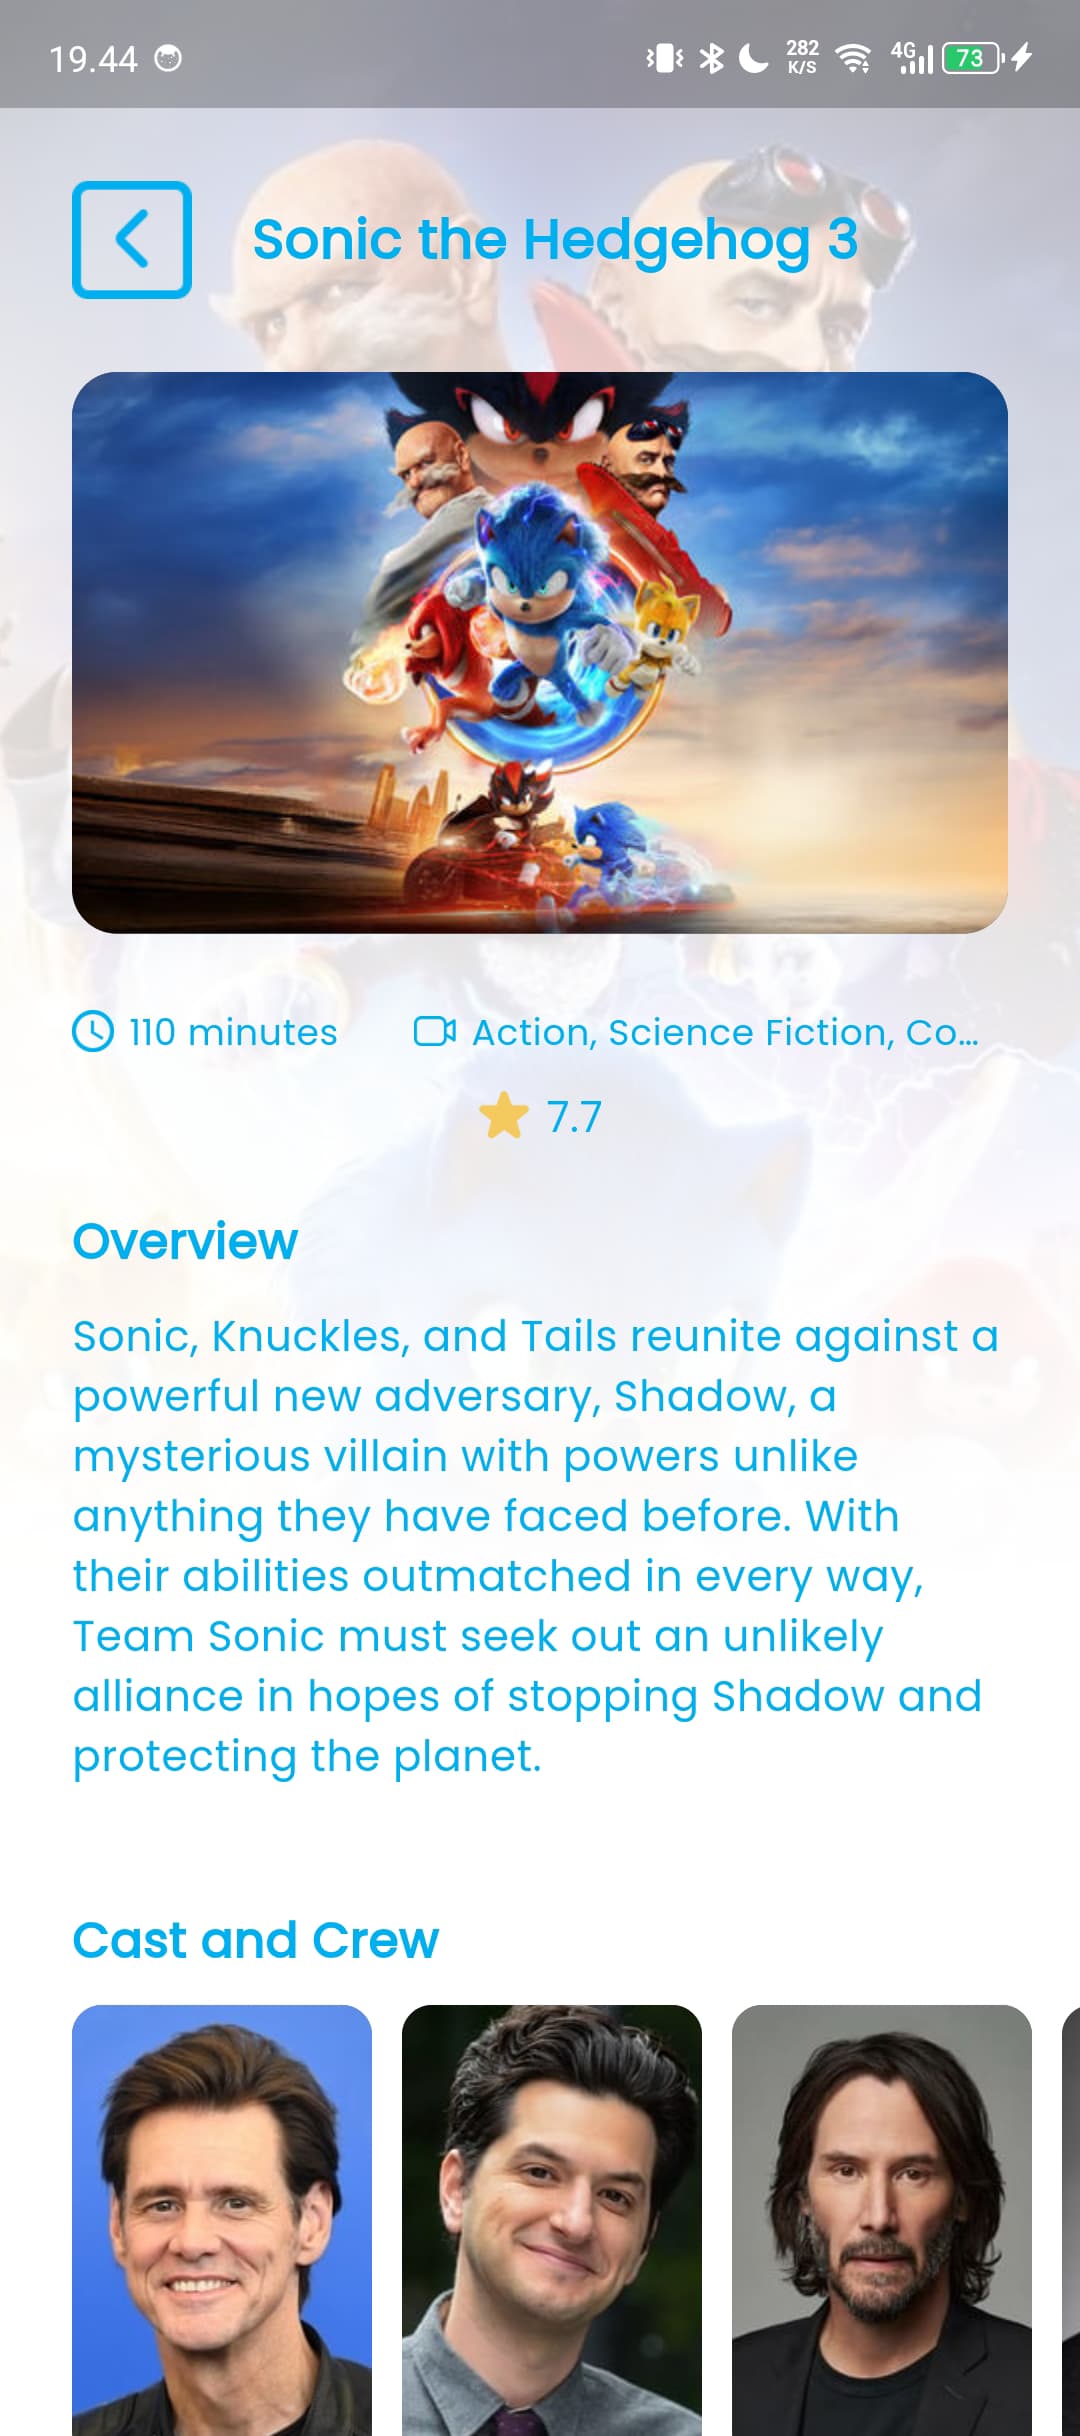 19.44
282
K/S
4G
73
Sonic the Hedgehog 3
110 minutes
Action, Science Fiction, Co...
7.7
Overview
Sonic, Knuckles, and Tails reunite against a
powerful new adversary, Shadow, a
mysterious villain with powers unlike
anything they have faced before. With
their abilities outmatched in every way,
Team Sonic must seek out an unlikely
alliance in hopes of stopping Shadow and
protecting the planet.
Cast and Crew